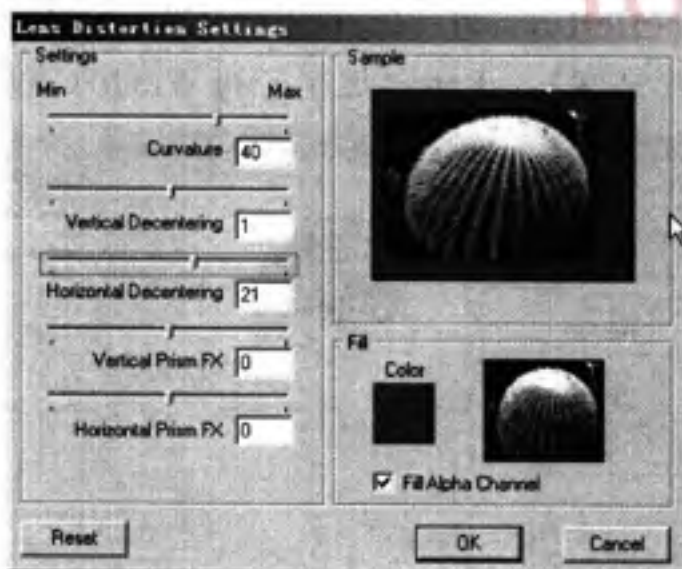 Lens Distortion Settings
Settings
Min Max
Curvature 40
Vertical Decentering 1
Horizontal Decentering 21
Vertical Prism FX 0
Horizontal Prism FX 0
Sample
Fill
Color
Fill Alpha Channel
Reset
OK
Cancel